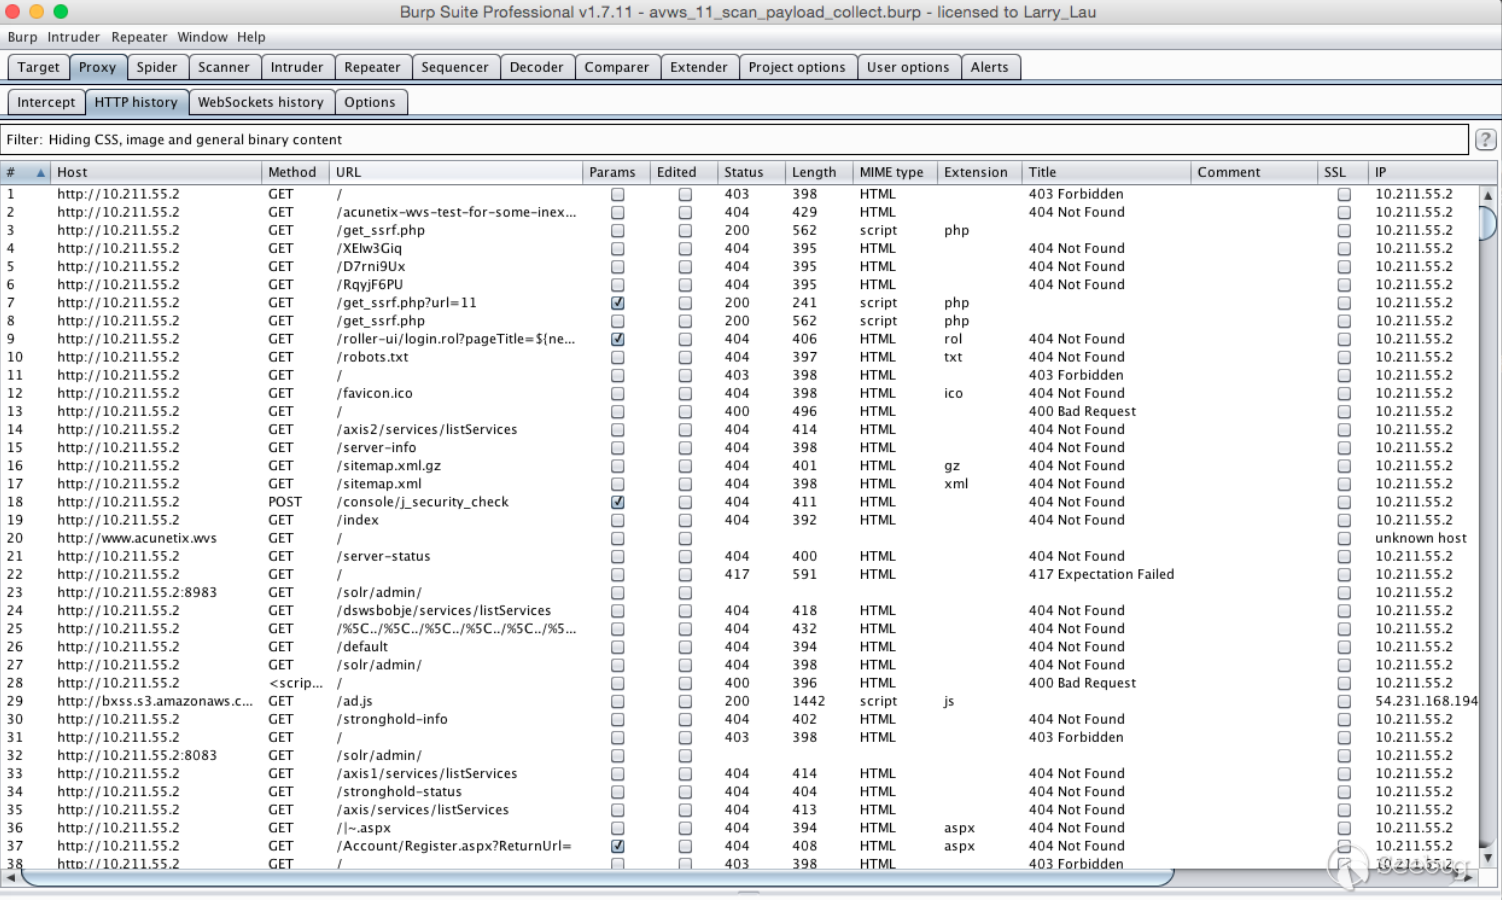 Burp Suite Professional v1.7.11 - avws_11_scan_payload_collect.burp - licensed to Larry_Lau
Burp Intruder Repeater Window Help
Target Proxy Spider Scanner Intruder Repeater Sequencer Decoder Comparer Extender Project options User options Alerts
Intercept HTTP history WebSockets history Options
Filter: Hiding CSS, image and general binary content ?
# Host Method URL Params Edited Status Length MIME type Extension Title Comment SSL IP
1 http://10.211.55.2 GET / 403 398 HTML 403 Forbidden 10.211.55.2
2 http://10.211.55.2 GET /acunetix-wvs-test-for-some-inex... 404 429 HTML 404 Not Found 10.211.55.2
3 http://10.211.55.2 GET /get_ssrf.php 200 562 script php 10.211.55.2
4 http://10.211.55.2 GET /XEIw3Giq 404 395 HTML 404 Not Found 10.211.55.2
5 http://10.211.55.2 GET /D7rni9Ux 404 395 HTML 404 Not Found 10.211.55.2
6 http://10.211.55.2 GET /RqyjF6PU 404 395 HTML 404 Not Found 10.211.55.2
7 http://10.211.55.2 GET /get_ssrf.php?url=11 200 241 script php 10.211.55.2
8 http://10.211.55.2 GET /get_ssrf.php 200 562 script php 10.211.55.2
9 http://10.211.55.2 GET /roller-ui/login.rol?pageTitle=${ne... 404 406 HTML rol 404 Not Found 10.211.55.2
10 http://10.211.55.2 GET /robots.txt 404 397 HTML txt 404 Not Found 10.211.55.2
11 http://10.211.55.2 GET / 403 398 HTML 403 Forbidden 10.211.55.2
12 http://10.211.55.2 GET /favicon.ico 404 398 HTML ico 404 Not Found 10.211.55.2
13 http://10.211.55.2 GET / 400 496 HTML 400 Bad Request 10.211.55.2
14 http://10.211.55.2 GET /axis2/services/listServices 404 414 HTML 404 Not Found 10.211.55.2
15 http://10.211.55.2 GET /server-info 404 398 HTML 404 Not Found 10.211.55.2
16 http://10.211.55.2 GET /sitemap.xml.gz 404 401 HTML gz 404 Not Found 10.211.55.2
17 http://10.211.55.2 GET /sitemap.xml 404 398 HTML xml 404 Not Found 10.211.55.2
18 http://10.211.55.2 POST /console/j_security_check 404 411 HTML 404 Not Found 10.211.55.2
19 http://10.211.55.2 GET /index 404 392 HTML 404 Not Found 10.211.55.2
20 http://www.acunetix.wvs GET / unknown host
21 http://10.211.55.2 GET /server-status 404 400 HTML 404 Not Found 10.211.55.2
22 http://10.211.55.2 GET / 417 591 HTML 417 Expectation Failed 10.211.55.2
23 http://10.211.55.2:8983 GET /solr/admin/ 10.211.55.2
24 http://10.211.55.2 GET /dswsbobje/services/listServices 404 418 HTML 404 Not Found 10.211.55.2
25 http://10.211.55.2 GET /%5C../%5C../%5C../%5C../%5C../%5... 404 432 HTML 404 Not Found 10.211.55.2
26 http://10.211.55.2 GET /default 404 394 HTML 404 Not Found 10.211.55.2
27 http://10.211.55.2 GET /solr/admin/ 404 398 HTML 404 Not Found 10.211.55.2
28 http://10.211.55.2 <scrip... / 400 396 HTML 400 Bad Request 10.211.55.2
29 http://bxss.s3.amazonaws.c... GET /ad.js 200 1442 script js 54.231.168.194
30 http://10.211.55.2 GET /stronghold-info 404 402 HTML 404 Not Found 10.211.55.2
31 http://10.211.55.2 GET / 403 398 HTML 403 Forbidden 10.211.55.2
32 http://10.211.55.2:8083 GET /solr/admin/ 10.211.55.2
33 http://10.211.55.2 GET /axis1/services/listServices 404 414 HTML 404 Not Found 10.211.55.2
34 http://10.211.55.2 GET /stronghold-status 404 404 HTML 404 Not Found 10.211.55.2
35 http://10.211.55.2 GET /axis/services/listServices 404 413 HTML 404 Not Found 10.211.55.2
36 http://10.211.55.2 GET /|~.aspx 404 394 HTML aspx 404 Not Found 10.211.55.2
37 http://10.211.55.2 GET /Account/Register.aspx?ReturnUrl= 404 408 HTML aspx 404 Not Found 10.211.55.2
38 http://10.211.55.2 GET / 403 398 HTML 403 Forbidden 10.211.55.2
Seebug